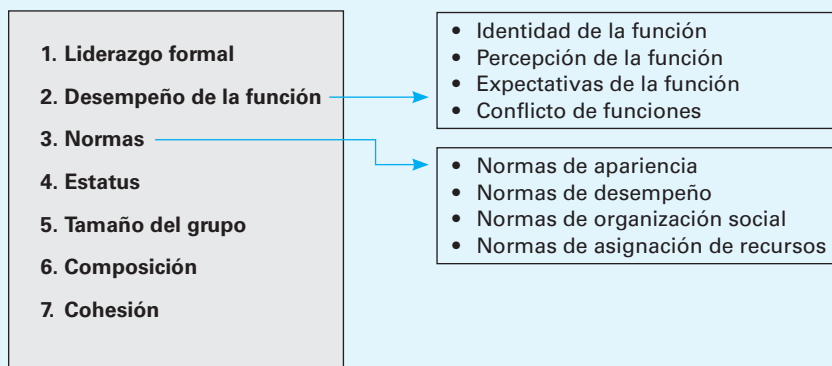 1. Liderazgo formal
2. Desempeño de la función
3. Normas
4. Estatus
5. Tamaño del grupo
6. Composición
7. Cohesión
• Identidad de la función
• Percepción de la función
• Expectativas de la función
• Conflicto de funciones
• Normas de apariencia
• Normas de desempeño
• Normas de organización social
• Normas de asignación de recursos